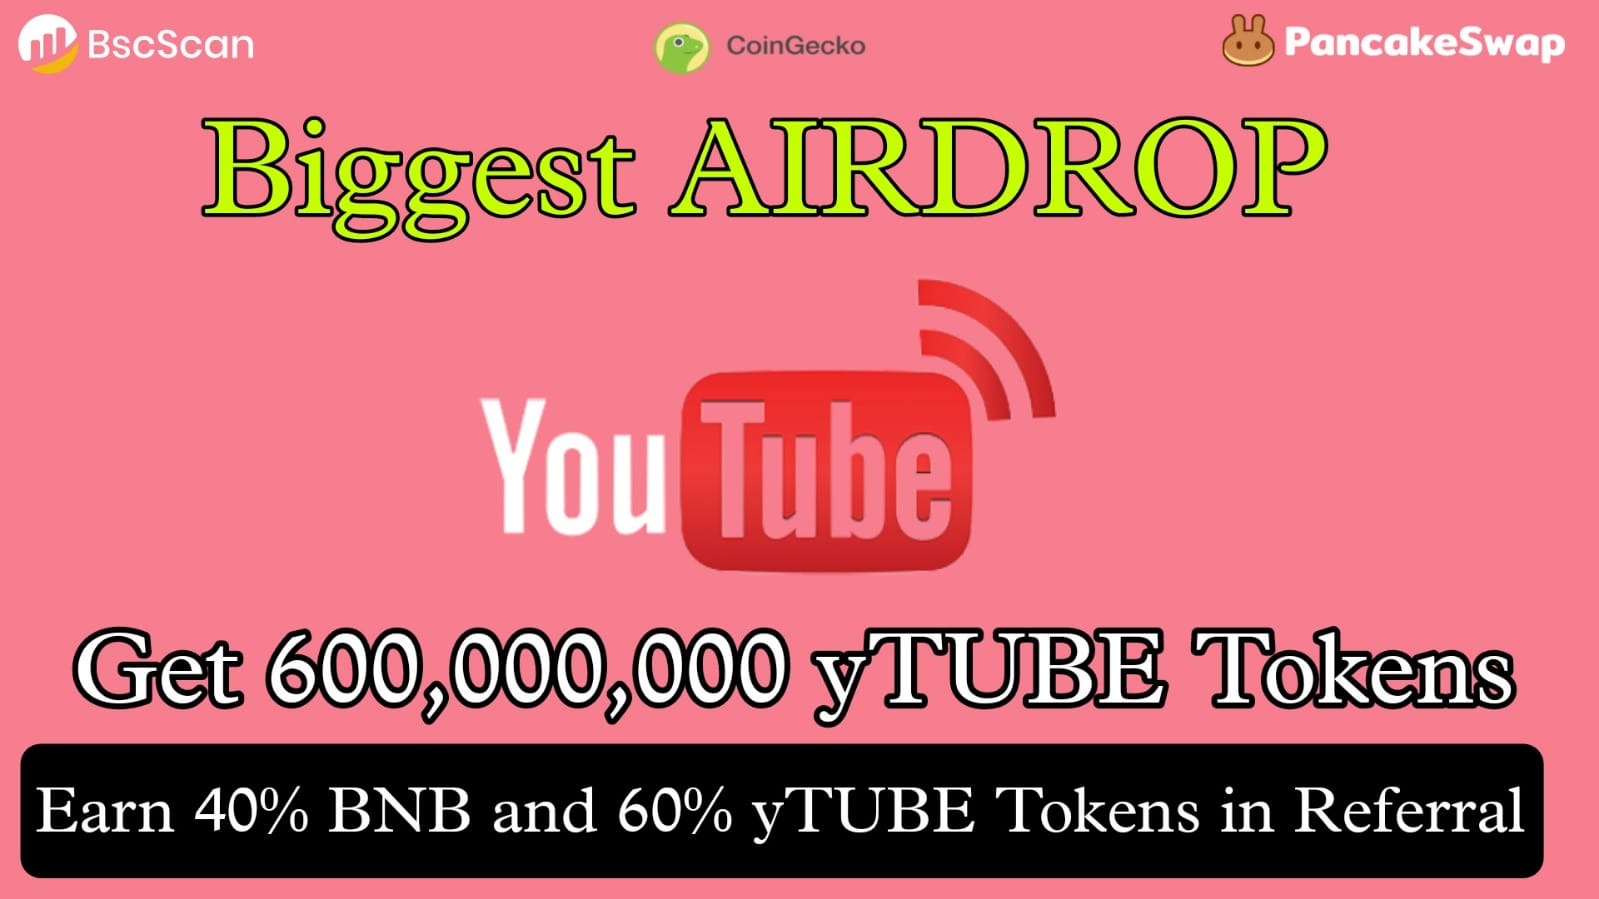 BscScan
CoinGecko
PancakeSwap
Biggest AIRDROP
YouTube
Get 600,000,000 yTUBE Tokens
Earn 40% BNB and 60% yTUBE Tokens in Referral